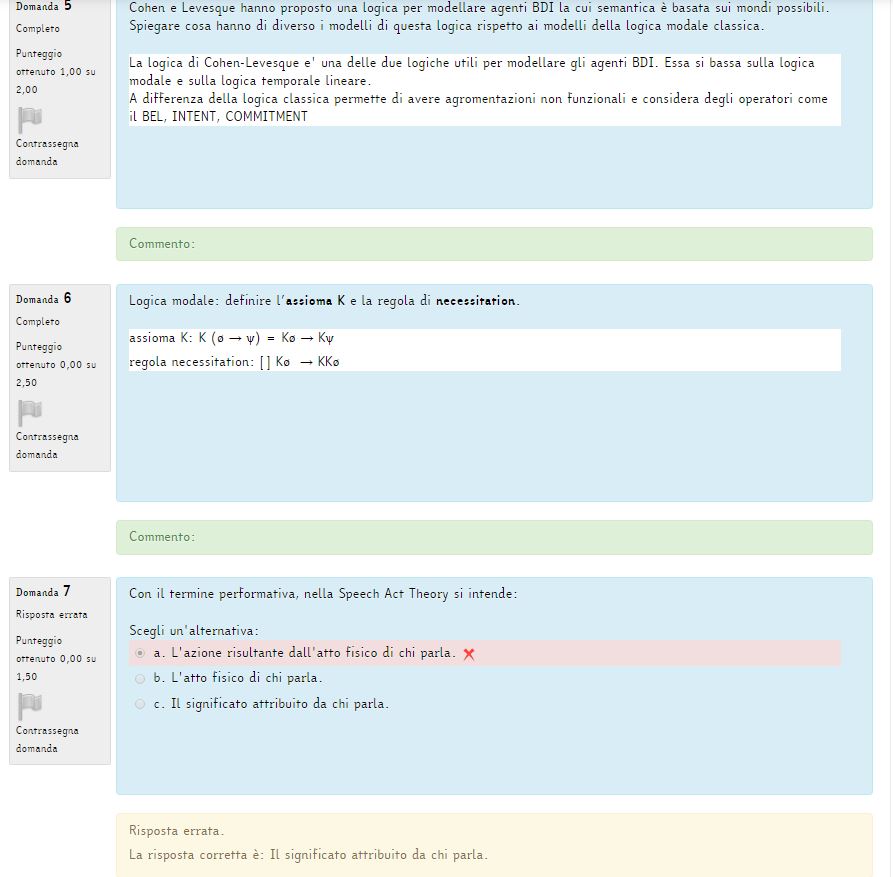 Domanda 5
Completo
Punteggio
ottenuto 1,00 su
2,00
Contrassegna
domanda
Cohen e Levesque hanno proposto una logica per modellare agenti BDI la cui semantica è basata sui mondi possibili.
Spiegare cosa hanno di diverso i modelli di questa logica rispetto ai modelli della logica modale classica.
La logica di Cohen-Levesque e' una delle due logiche utili per modellare gli agenti BDI. Essa si bassa sulla logica
modale e sulla logica temporale lineare.
A differenza della logica classica permette di avere agromentazioni non funzionali e considera degli operatori come
il BEL, INTENT, COMMITMENT
Commento:
Domanda 6
Completo
Punteggio
ottenuto 0,00 su
2,50
Contrassegna
domanda
Logica modale: definire l'assioma K e la regola di necessitation.
assioma K: K (ø → ψ) = Kø → Kψ
regola necessitation: [] Kø → KKø
Commento:
Domanda 7
Risposta errata
Punteggio
ottenuto 0,00 su
1,50
Contrassegna
domanda
Con il termine performativa, nella Speech Act Theory si intende:
Scegli un'alternativa:
a. L'azione risultante dall'atto fisico di chi parla.
b. L'atto fisico di chi parla.
c. Il significato attribuito da chi parla.
Risposta errata.
La risposta corretta è: Il significato attribuito da chi parla.